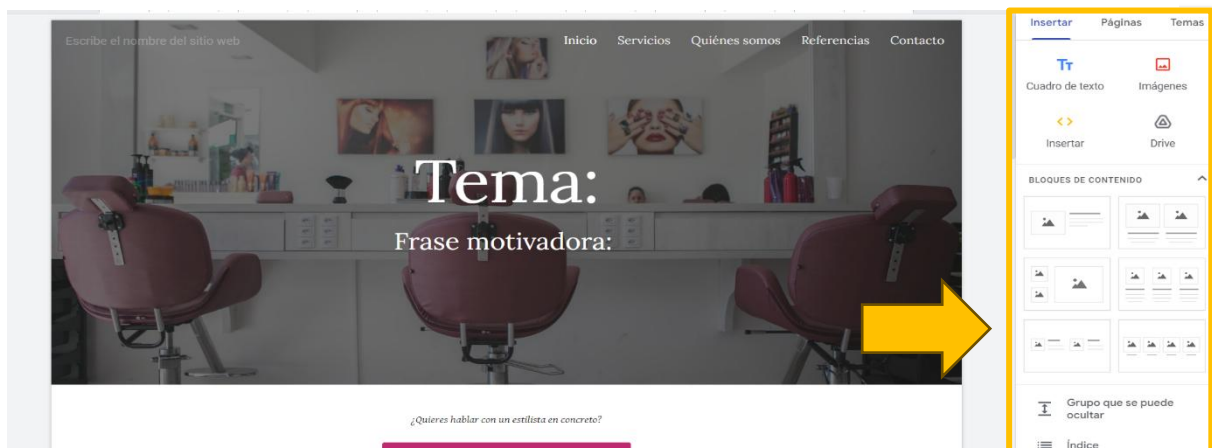 Escribe el nombre del sitio web
Inicio Servicios Quiénes somos Referencias Contacto
Tema:
Frase motivadora:
¿Quieres hablar con un estilista en concreto?
Insertar Páginas Temas
Tт
Cuadro de texto Imágenes
Insertar Drive
BLOQUES DE CONTENIDO
Grupo que se puede
ocultar
Índice